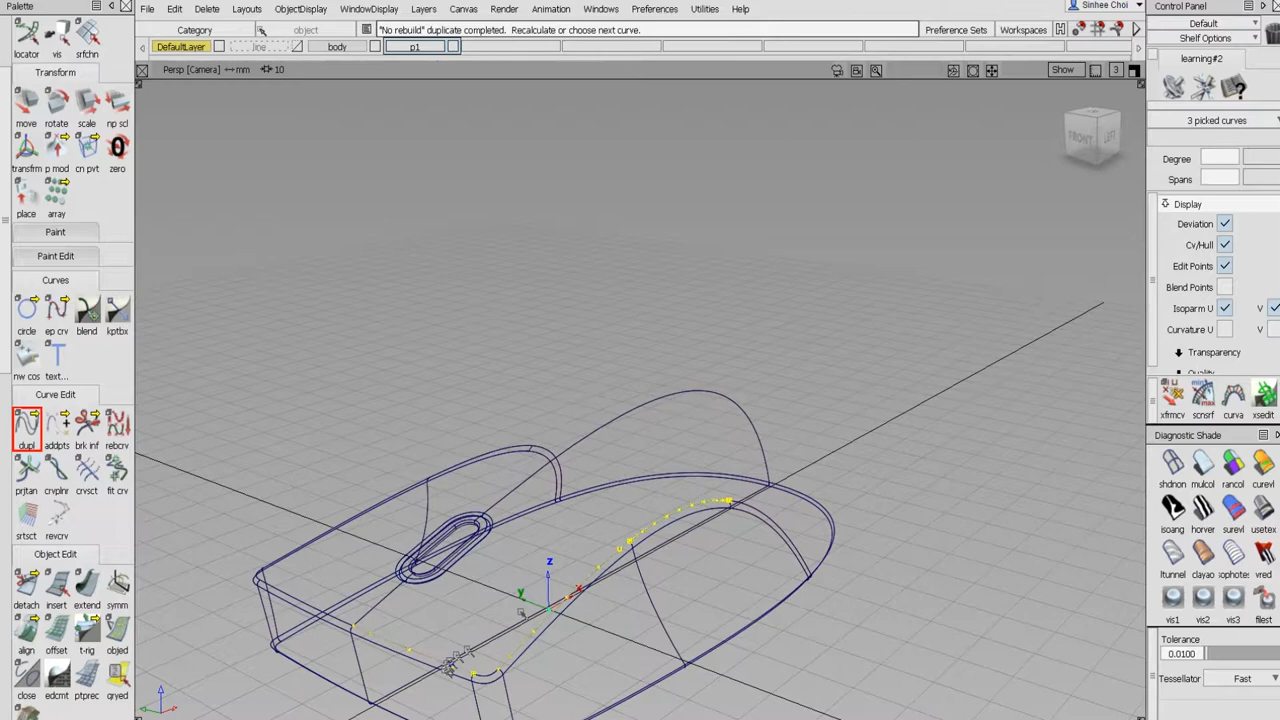 Palette
File Edit Delete Layouts ObjectDisplay WindowDisplay Layers Canvas Render Animation Windows Preferences Utilities Help
Sinhee Choi
Control Panel
Category
object
"No rebuild" duplicate completed. Recalculate or choose next curve.
Preference Sets
Workspaces
Default
Shelf Options
DefaultLayer
line
body
p1
locator vis srfchn
learning#2
Persp [Camera] mm 10
Show
3
Transform
move rotate scale np scl
transfrm p mod cn pvt zero
place array
Paint
Paint Edit
Curves
circle ep crv blend kptbx
nw cos text...
Curve Edit
dupl addpts brk inf rebcrv
prjtan crvplnr crvsct fit crv
srtsct revcrv
Object Edit
detach insert extend symm
align offset t-rig objed
close edcmt ptprec qryed
FRONT
LEFT
z
y
x
u
3 picked curves
Degree
Spans
Display
Deviation
Cv/Hull
Edit Points
Blend Points
Isoparm U V
Curvature U V
Transparency
xfrmcv scnsrf curva xsedit
Diagnostic Shade
shdnon mulcol rancol curevl
isoang horver surevl usetex
ltunnel clayao sophotes vred
vis1 vis2 vis3 filest
Tolerance
0.0100
Tessellator Fast